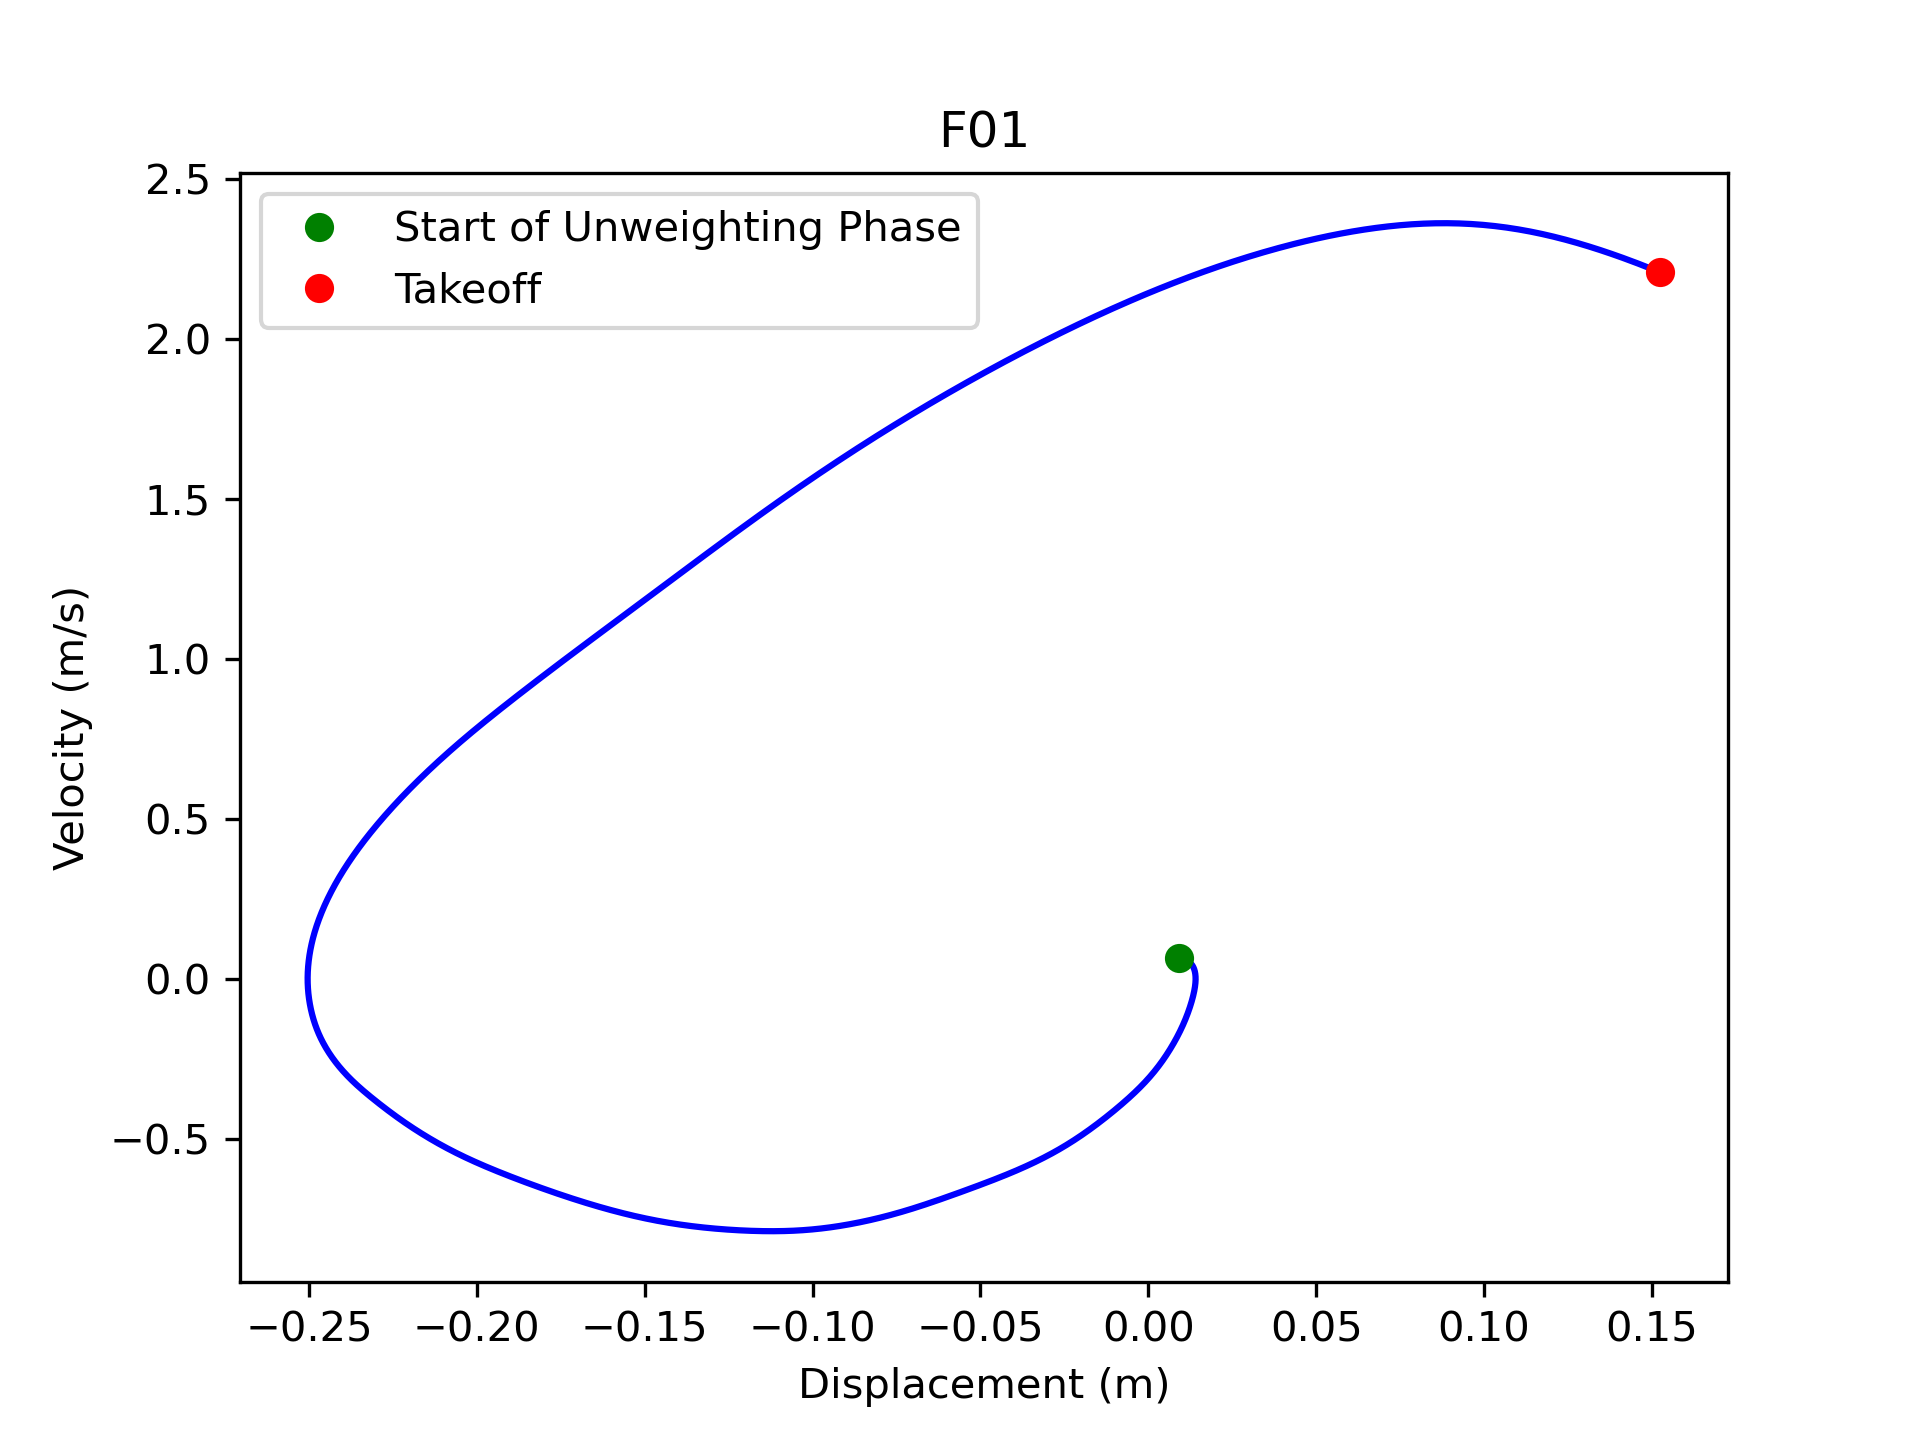 F01
Start of Unweighting Phase
Takeoff
Velocity (m/s)
2.5
2.0
1.5
1.0
0.5
0.0
−0.5
−0.25 −0.20 −0.15 −0.10 −0.05 0.00 0.05 0.10 0.15
Displacement (m)